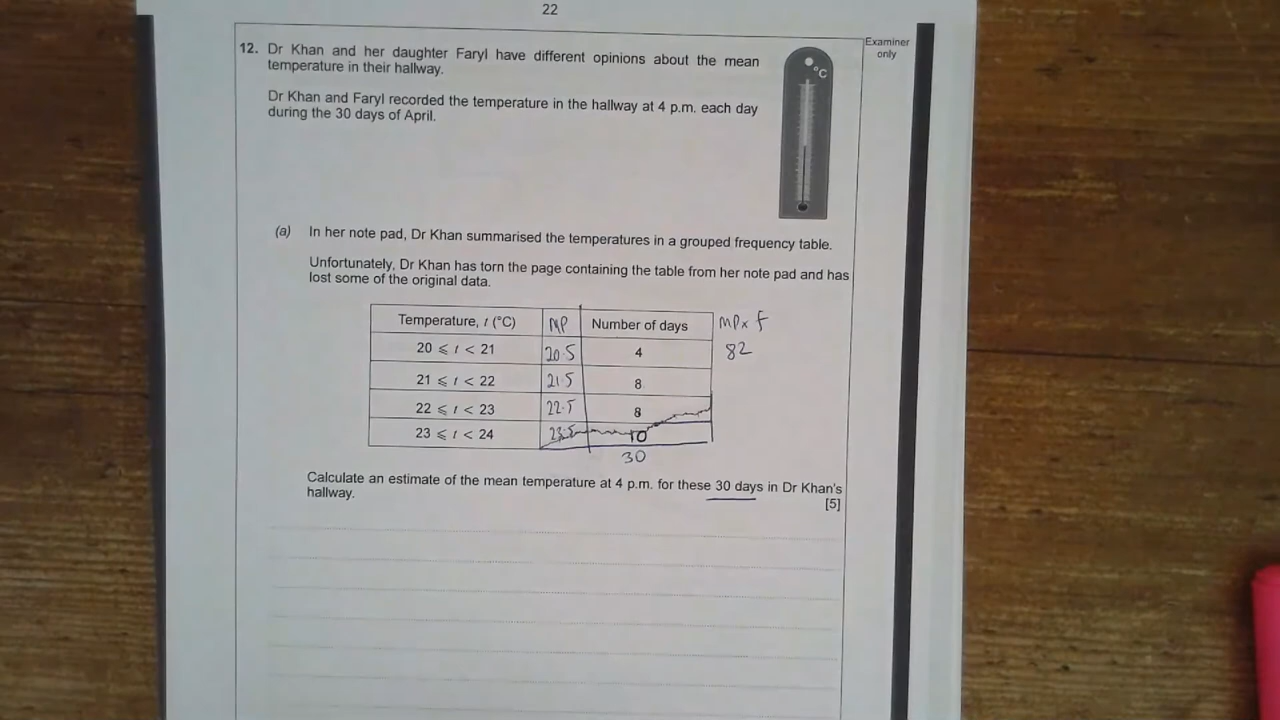 22
Examiner
only
12. Dr Khan and her daughter Faryl have different opinions about the mean
temperature in their hallway.
°C
Dr Khan and Faryl recorded the temperature in the hallway at 4 p.m. each day
during the 30 days of April.
(a) In her note pad, Dr Khan summarised the temperatures in a grouped frequency table.
Unfortunately, Dr Khan has torn the page containing the table from her note pad and has
lost some of the original data.
Temperature, t (°C) MP Number of days MP x f
20 ⩽ t < 21 20.5 4 82
21 ⩽ t < 22 21.5 8
22 ⩽ t < 23 22.5 8
23 ⩽ t < 24 23.5 10
30
Calculate an estimate of the mean temperature at 4 p.m. for these 30 days in Dr Khan's
hallway.
[5]